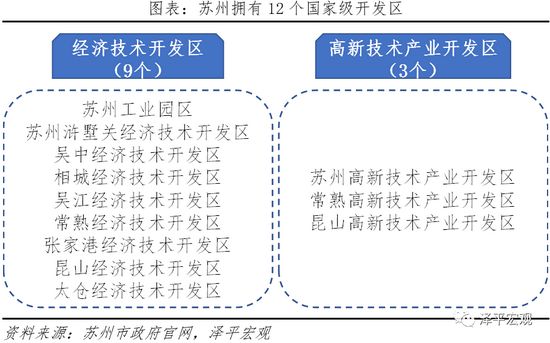 图表：苏州拥有 12 个国家级开发区
经济技术开发区
（9个）
苏州工业园区
苏州浒墅关经济技术开发区
吴中经济技术开发区
相城经济技术开发区
吴江经济技术开发区
常熟经济技术开发区
张家港经济技术开发区
昆山经济技术开发区
太仓经济技术开发区
高新技术产业开发区
（3个）
苏州高新技术产业开发区
常熟高新技术产业开发区
昆山高新技术产业开发区
资料来源：苏州市政府官网，泽平宏观
泽平宏观